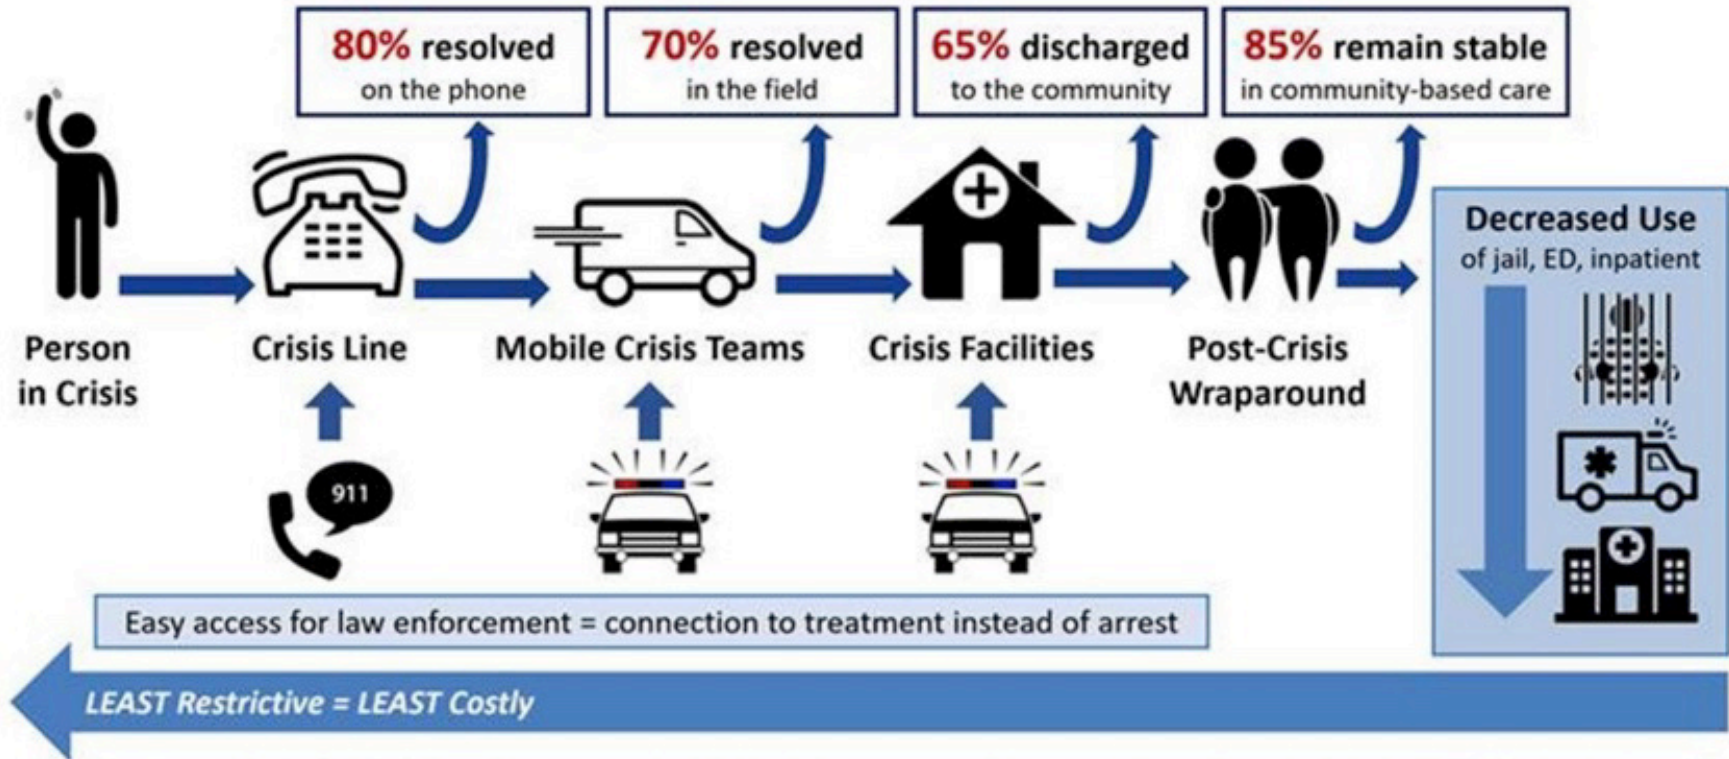 80% resolved
on the phone
70% resolved
in the field
65% discharged
to the community
85% remain stable
in community-based care
Person
in Crisis
Crisis Line
Mobile Crisis Teams
Crisis Facilities
Post-Crisis
Wraparound
Decreased Use
of jail, ED, inpatient
911
Easy access for law enforcement = connection to treatment instead of arrest
LEAST Restrictive = LEAST Costly